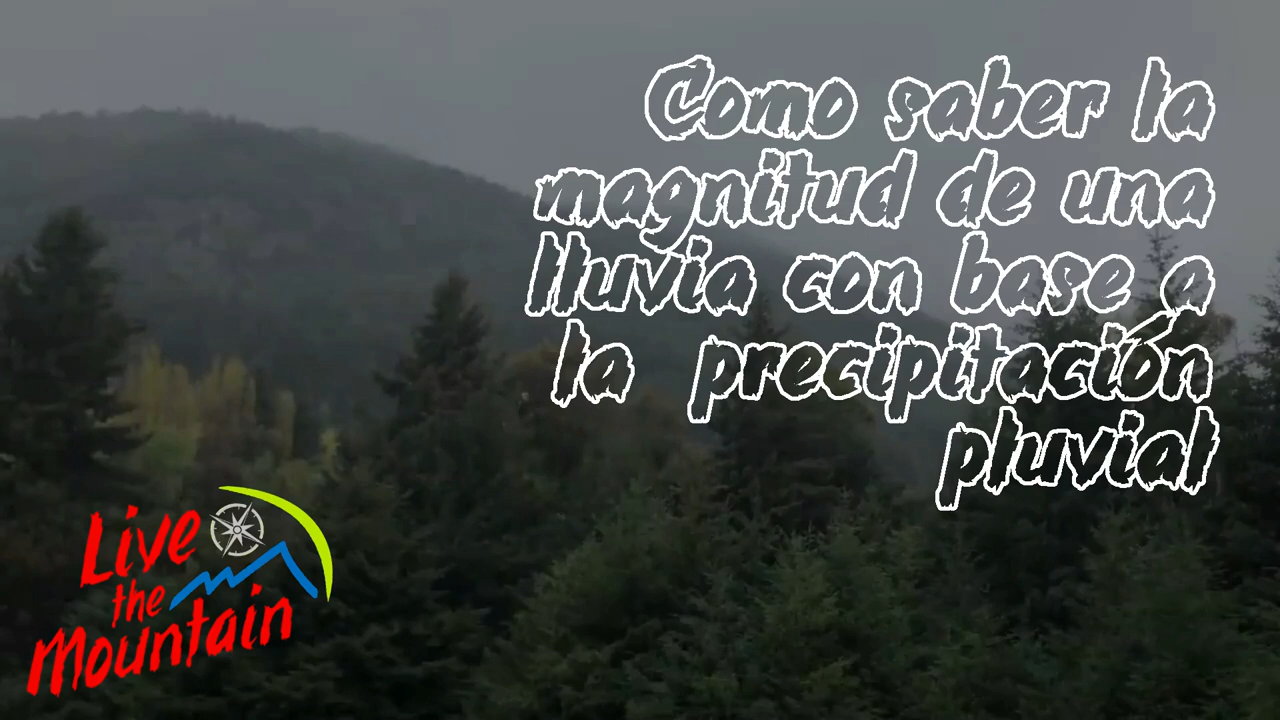 Como saber la
magnitud de una
lluvia con base a
la precipitación
pluvial
Live
the
Mountain